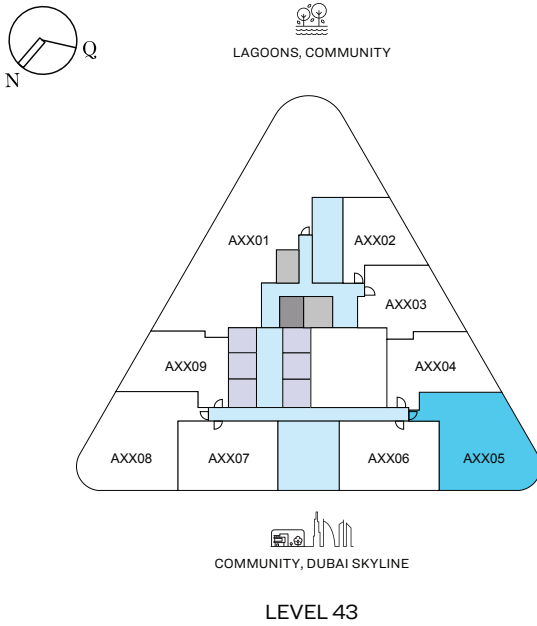 LAGOONS, COMMUNITY
N
Q
AXX01
AXX02
AXX03
AXX09
AXX04
AXX08
AXX07
AXX06
AXX05
COMMUNITY, DUBAI SKYLINE
LEVEL 43